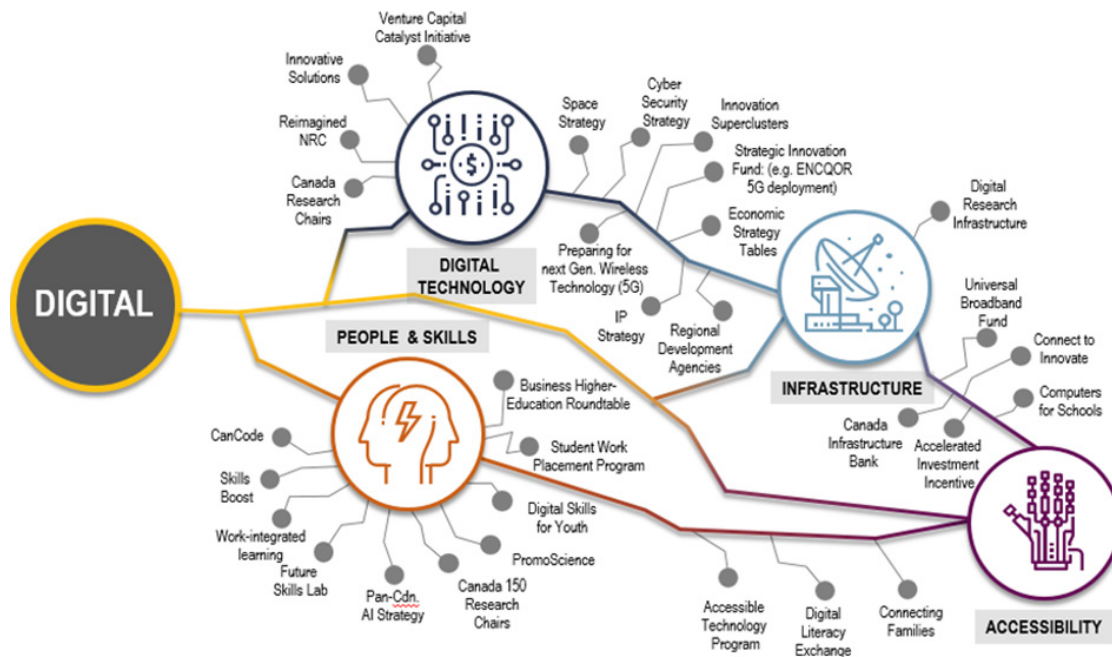 DIGITAL
Venture Capital
Catalyst Initiative
Innovative
Solutions
Reimagined
NRC
Canada
Research
Chairs
DIGITAL
TECHNOLOGY
Space
Strategy
Cyber
Security
Strategy
Innovation
Superclusters
Strategic Innovation
Fund: (e.g. ENCQOR
5G deployment)
Economic
Strategy
Tables
Preparing for
next Gen. Wireless
Technology (5G)
IP
Strategy
Regional
Development
Agencies
Digital
Research
Infrastructure
INFRASTRUCTURE
Universal
Broadband
Fund
Connect to
Innovate
Computers
for Schools
Canada
Infrastructure
Bank
Accelerated
Investment
Incentive
PEOPLE & SKILLS
Business Higher-
Education Roundtable
Student Work
Placement Program
CanCode
Skills
Boost
Work-integrated
learning
Future
Skills Lab
Pan-Cdn.
AI Strategy
Canada 150
Research
Chairs
PromoScience
Digital Skills
for Youth
Accessible
Technology
Program
Digital
Literacy
Exchange
Connecting
Families
ACCESSIBILITY